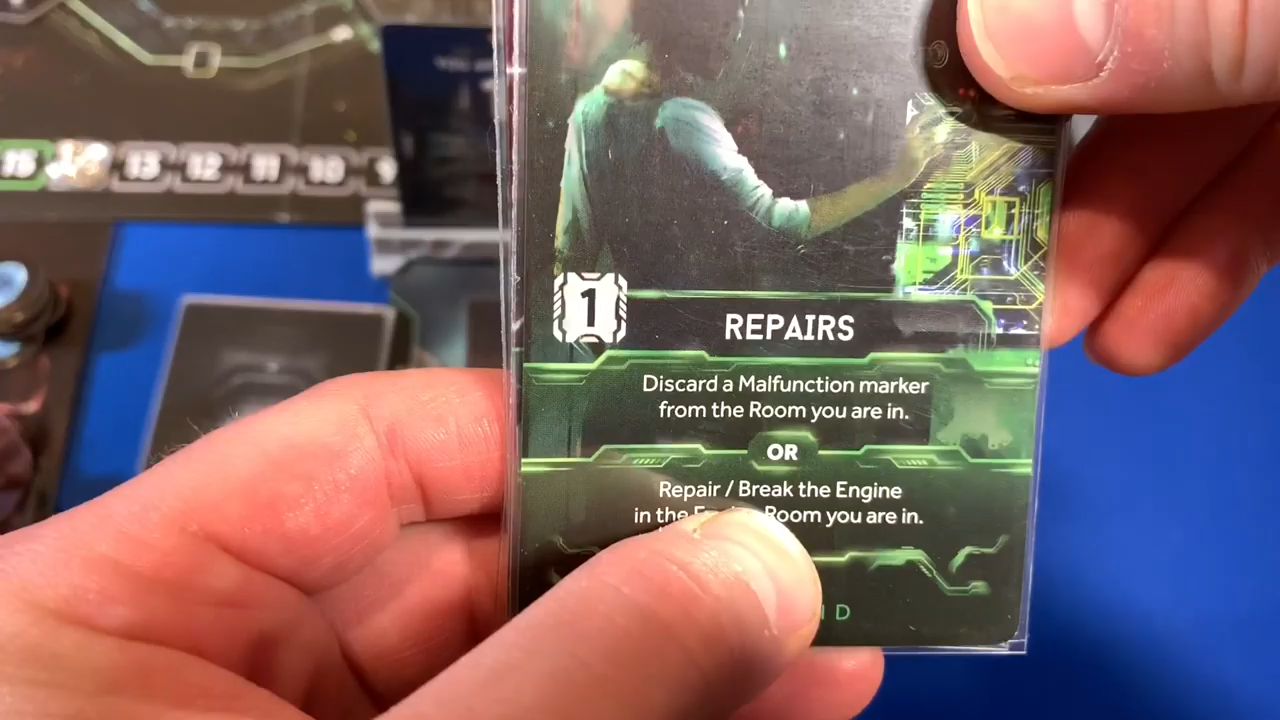 15
13 12 11 10 9
1
REPAIRS
Discard a Malfunction marker
from the Room you are in.
OR
Repair / Break the Engine
in the Room you are in.